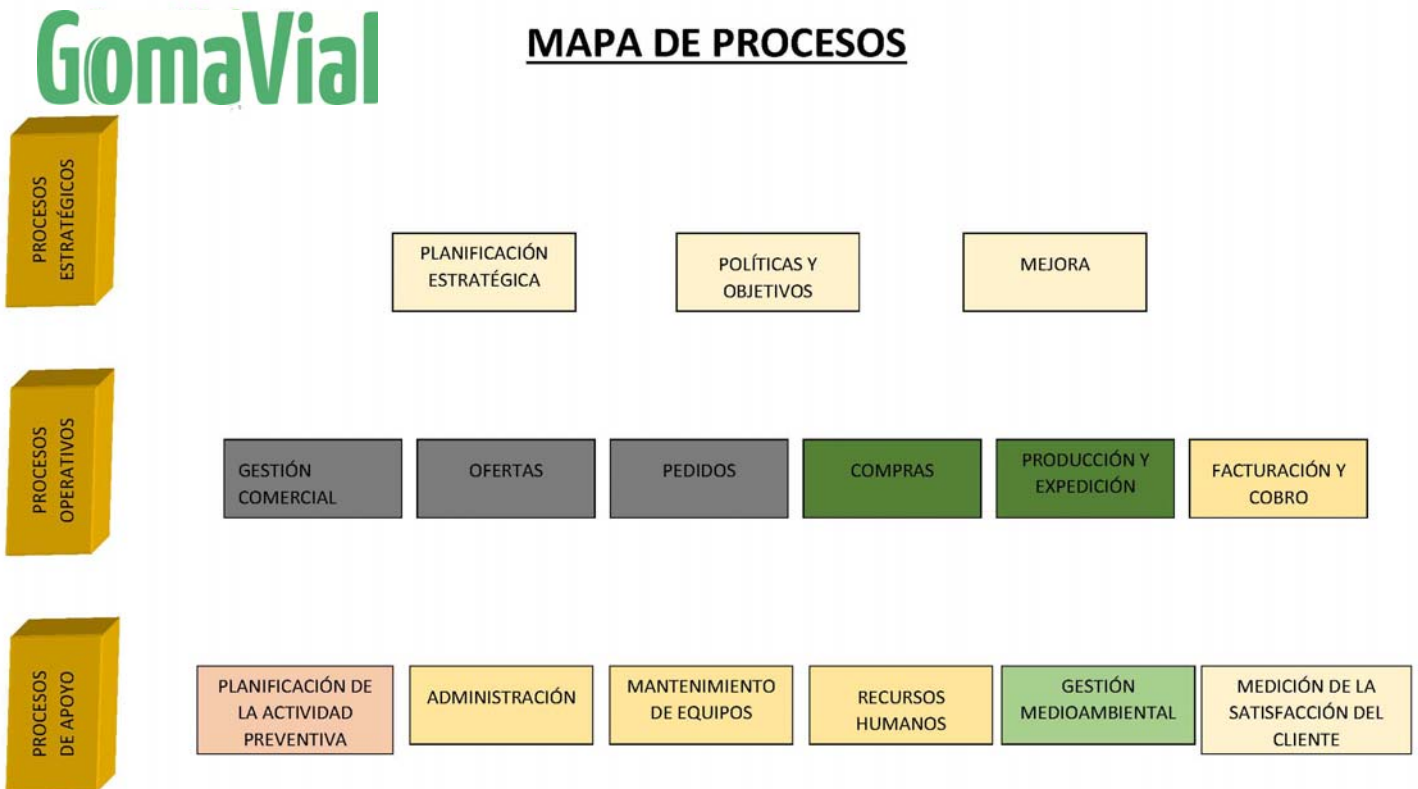 GomaVial
MAPA DE PROCESOS
PROCESOS
ESTRATÉGICOS
PLANIFICACIÓN
ESTRATÉGICA
POLÍTICAS Y
OBJETIVOS
MEJORA
PROCESOS
OPERATIVOS
GESTIÓN
COMERCIAL
OFERTAS
PEDIDOS
COMPRAS
PRODUCCIÓN Y
EXPEDICIÓN
FACTURACIÓN Y
COBRO
PROCESOS
DE APOYO
PLANIFICACIÓN DE
LA ACTIVIDAD
PREVENTIVA
ADMINISTRACIÓN
MANTENIMIENTO
DE EQUIPOS
RECURSOS
HUMANOS
GESTIÓN
MEDIOAMBIENTAL
MEDICIÓN DE LA
SATISFACCIÓN DEL
CLIENTE